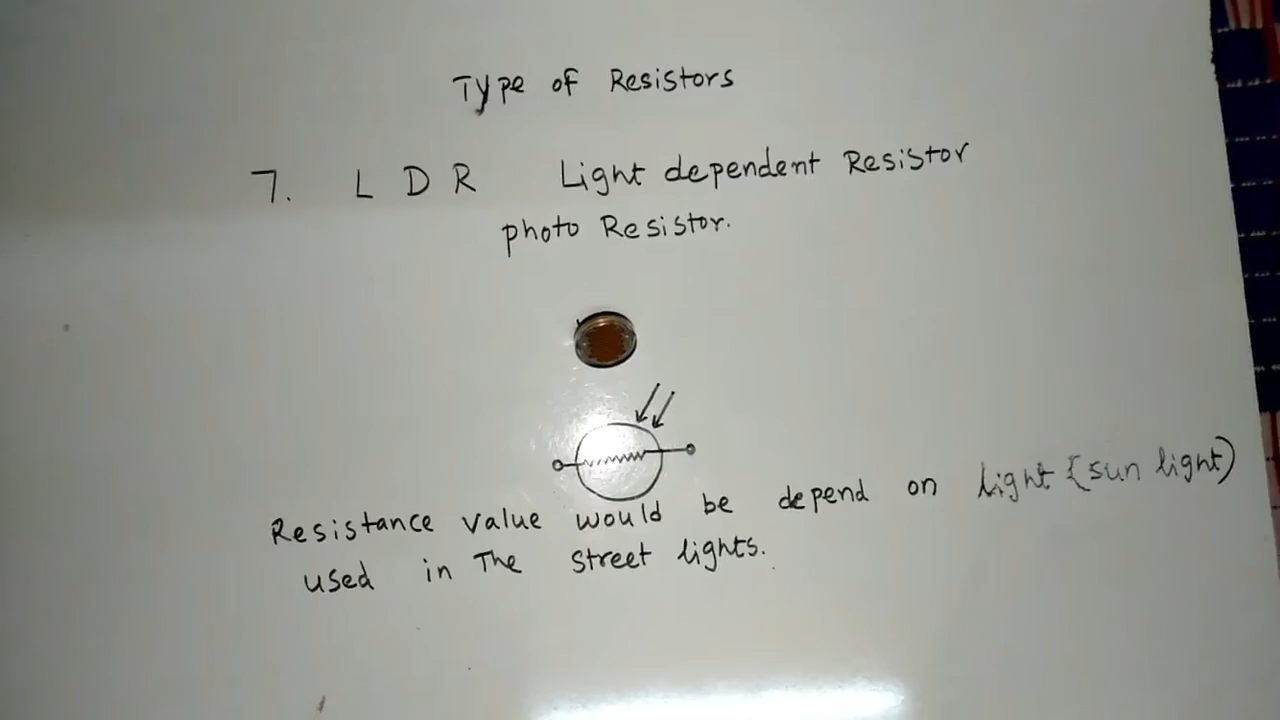 Type of Resistors
7. L D R Light dependent Resistor
photo Resistor.
Resistance value would be depend on light {sun light)
used in The street lights.